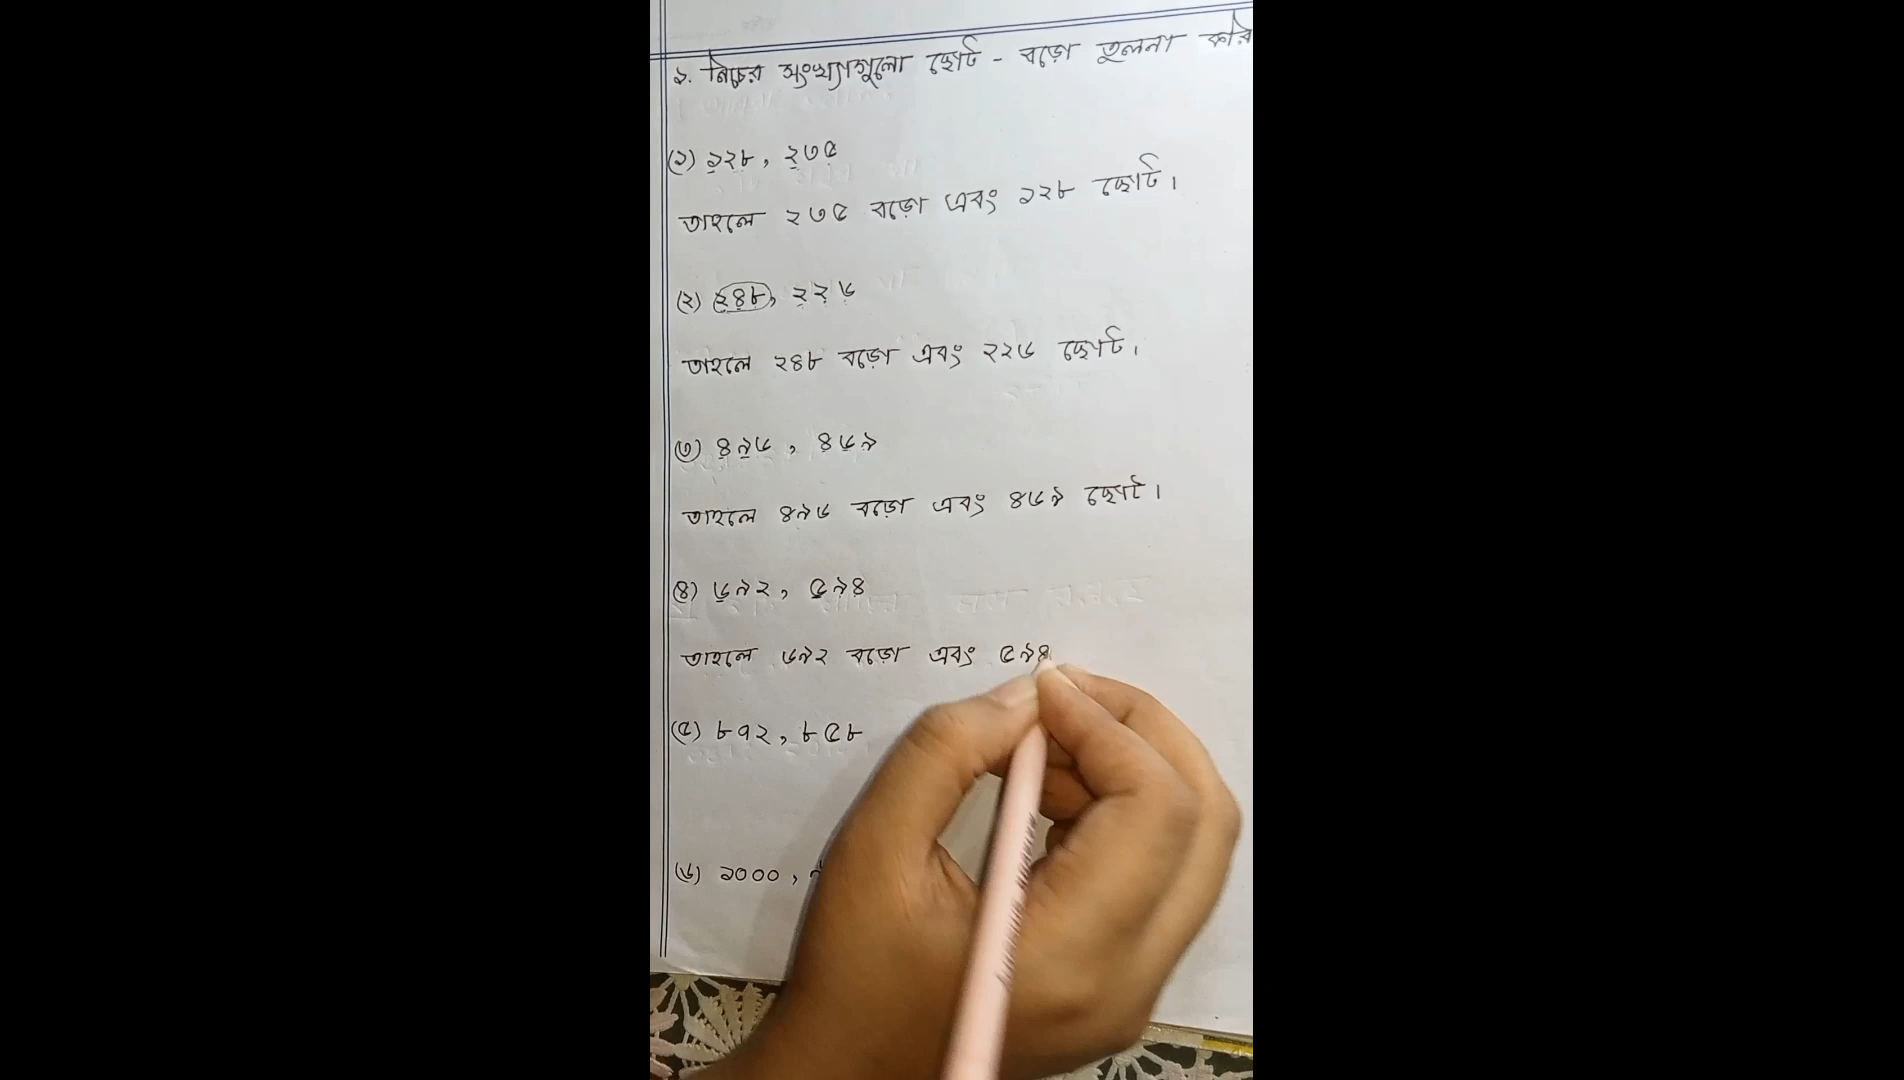 ১. নিচের সংখ্যাগুলো ছোট - বড়ো তুলনা করি
(১) ১২৮, ২৩৫
তাহলে ২৩৫ বড়ো এবং ১২৮ ছোট।
(২) ২৪৮, ২২৬
তাহলে ২৪৮ বড়ো এবং ২২৬ ছোট।
(৩) ৪৯৬, ৪৬৯
তাহলে ৪৯৬ বড়ো এবং ৪৬৯ ছোট।
(৪) ৬৯২, ৫৯৪
তাহলে ৬৯২ বড়ো এবং ৫৯৪
(৫) ৮৭২, ৮৫৮
(৬) ১০০০,